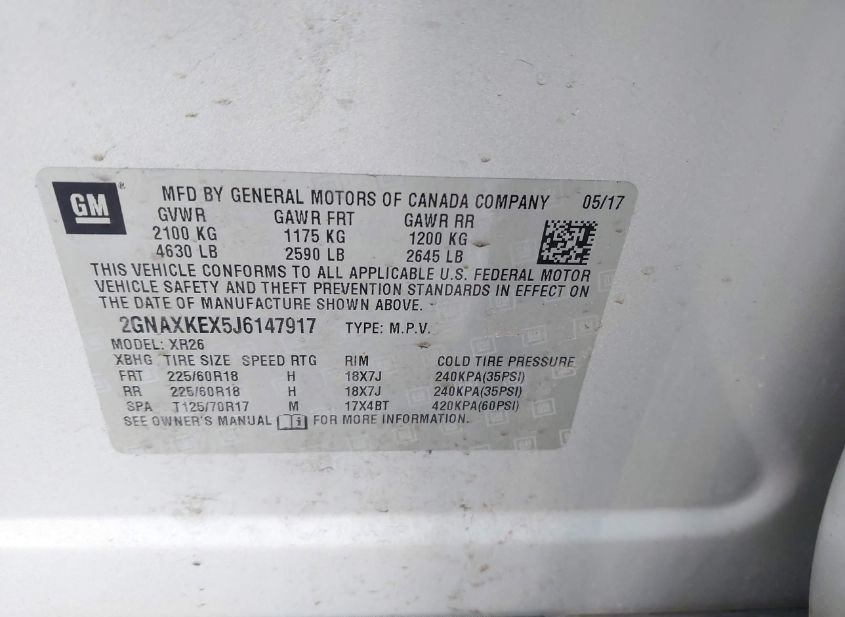 GM
MFD BY GENERAL MOTORS OF CANADA COMPANY 05/17
GVWR GAWR FRT GAWR RR
2100 KG 1175 KG 1200 KG
4630 LB 2590 LB 2645 LB
THIS VEHICLE CONFORMS TO ALL APPLICABLE U.S. FEDERAL MOTOR
VEHICLE SAFETY AND THEFT PREVENTION STANDARDS IN EFFECT ON
THE DATE OF MANUFACTURE SHOWN ABOVE.
2GNAXKEX5J6147917 TYPE: M.P.V.
MODEL: XR26
XBHG TIRE SIZE SPEED RTG RIM COLD TIRE PRESSURE
FRT 225/60R18 H 18X7J 240KPA(35PSI)
RR 225/60R18 H 18X7J 240KPA(35PSI)
SPA T125/70R17 M 17X4BT 420KPA(60PSI)
SEE OWNER'S MANUAL FOR MORE INFORMATION.